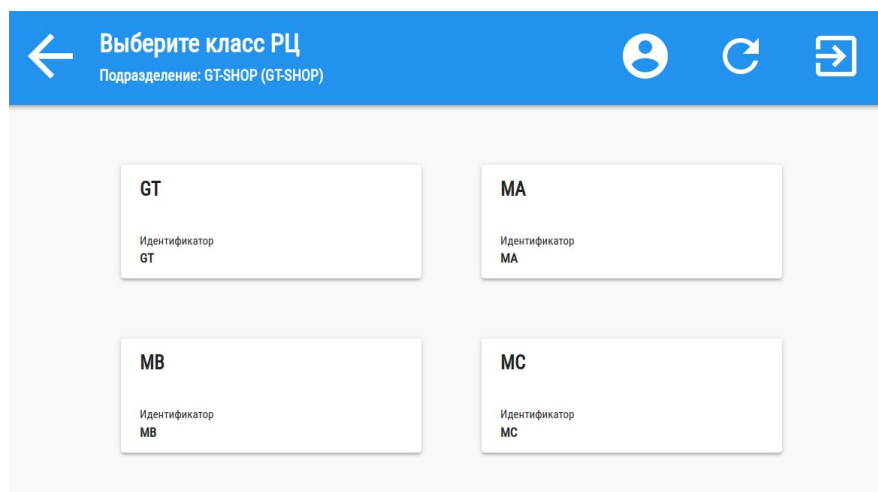 Выберите класс РЦ
Подразделение: GT-SHOP (GT-SHOP)
GT
Идентификатор
GT
MA
Идентификатор
MA
MB
Идентификатор
MB
MC
Идентификатор
MC